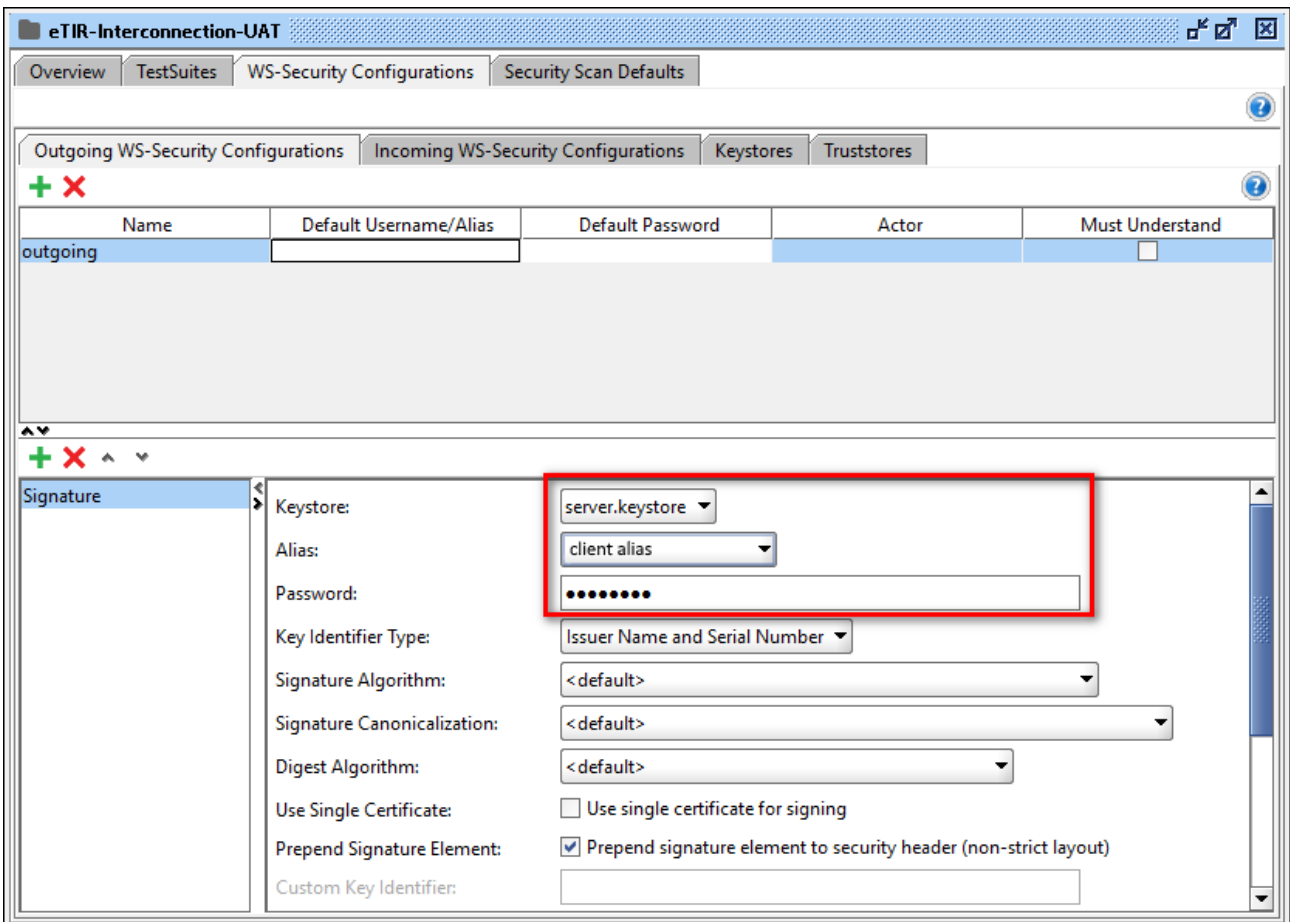 eTIR-Interconnection-UAT
Overview TestSuites WS-Security Configurations Security Scan Defaults
Outgoing WS-Security Configurations Incoming WS-Security Configurations Keystores Truststores
Name Default Username/Alias Default Password Actor Must Understand
outgoing
Signature
Keystore: server.keystore
Alias: client alias
Password: ●●●●●●●●
Key Identifier Type: Issuer Name and Serial Number
Signature Algorithm: <default>
Signature Canonicalization: <default>
Digest Algorithm: <default>
Use Single Certificate: Use single certificate for signing
Prepend Signature Element: Prepend signature element to security header (non-strict layout)
Custom Key Identifier: